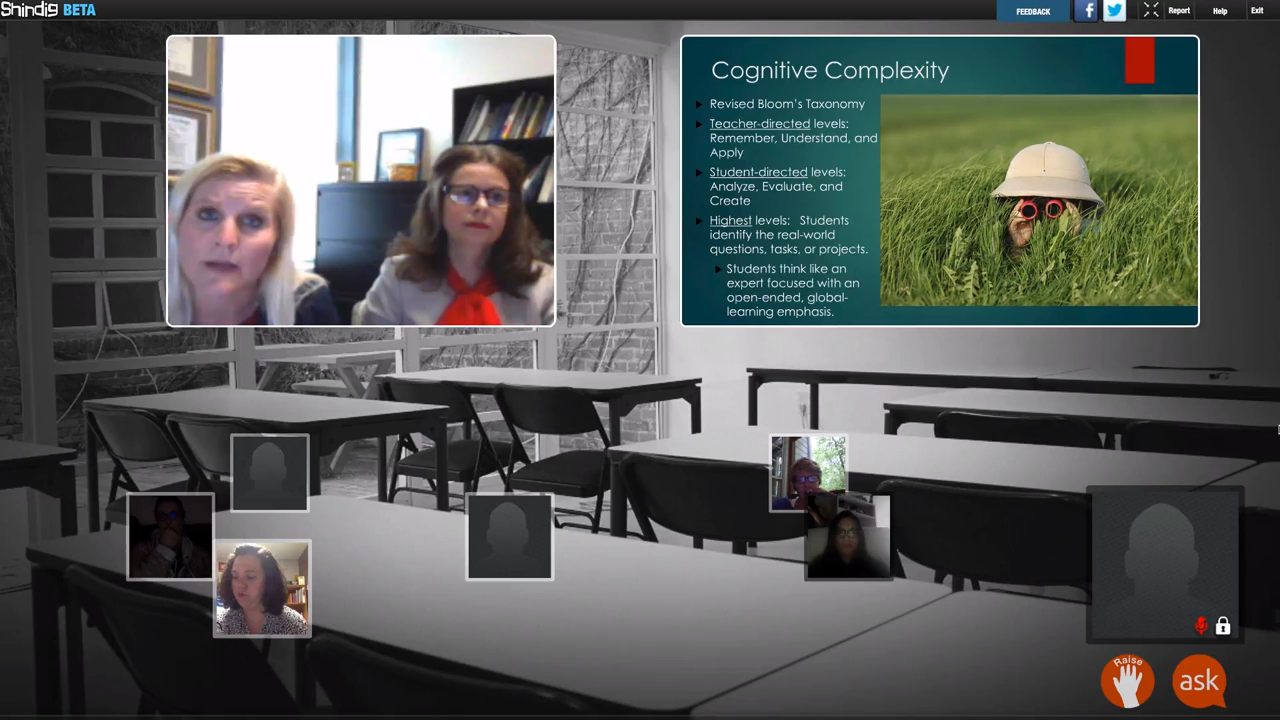 Shindig BETA
FEEDBACK
f
Report
Help
Exit
Cognitive Complexity
Revised Bloom's Taxonomy
Teacher-directed levels:
Remember, Understand, and
Apply
Student-directed levels:
Analyze, Evaluate, and
Create
Highest levels: Students
identify the real-world
questions, tasks, or projects.
Students think like an
expert focused with an
open-ended, global-
learning emphasis.
Raise
ask